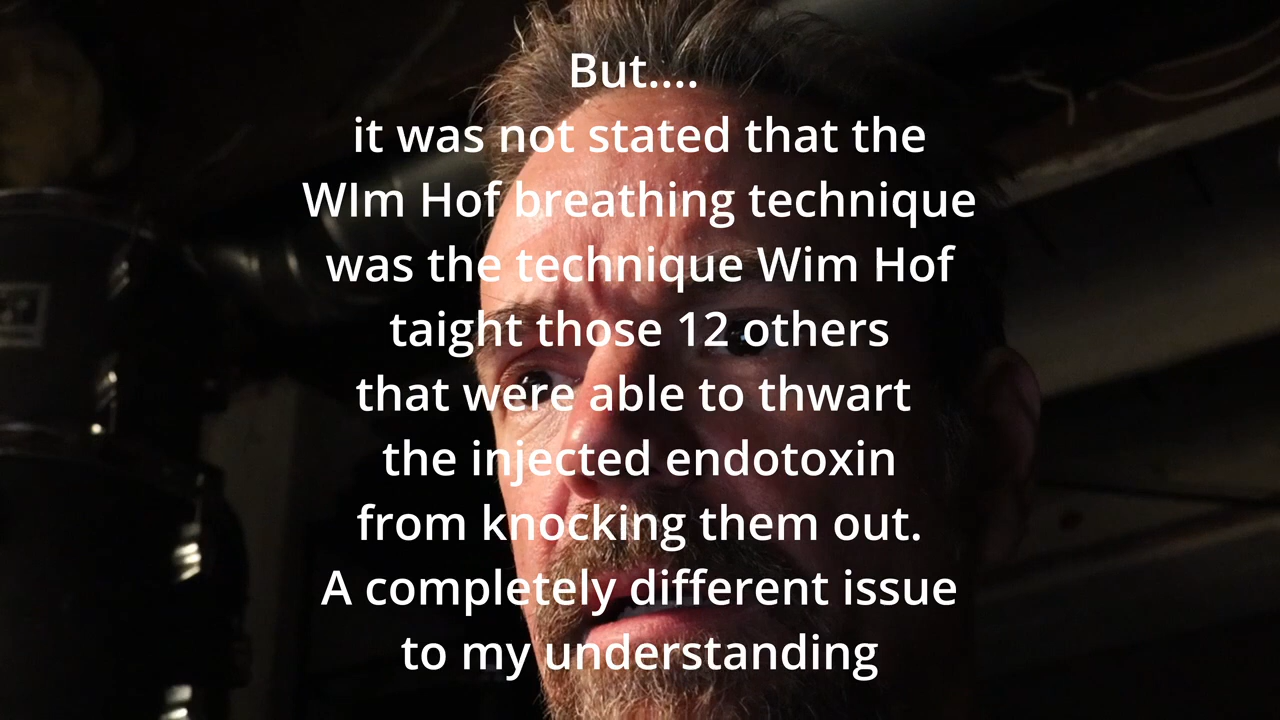 But....
it was not stated that the
WIm Hof breathing technique
was the technique Wim Hof
taight those 12 others
that were able to thwart
the injected endotoxin
from knocking them out.
A completely different issue
to my understanding